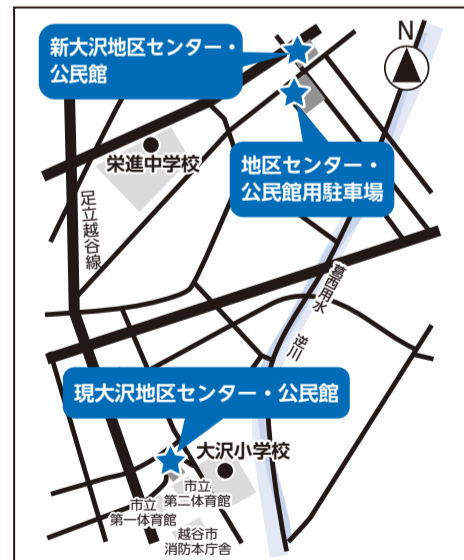 新大沢地区センター・
公民館
N
栄進中学校
地区センター・
公民館用駐車場
足立越谷線
葛西用水
逆川
現大沢地区センター・公民館
大沢小学校
市立
第二体育館
市立
第一体育館
越谷市
消防本庁舎